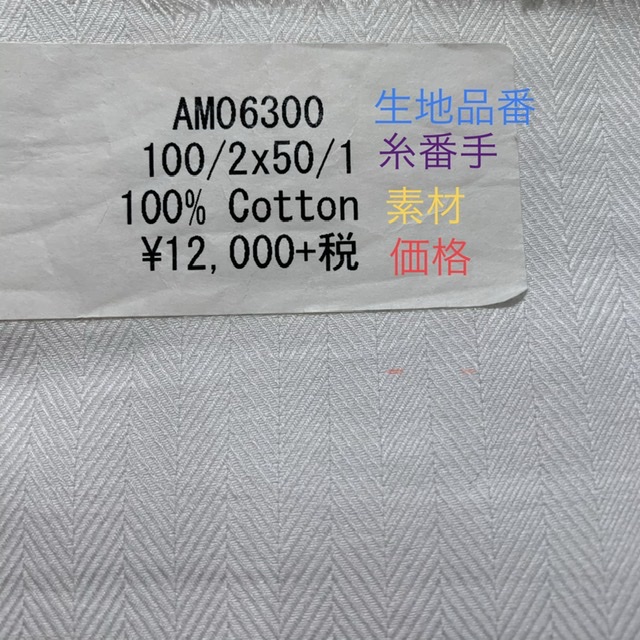 AM06300 生地品番
100/2x50/1 糸番手
100% Cotton 素材
¥12,000+税 価格